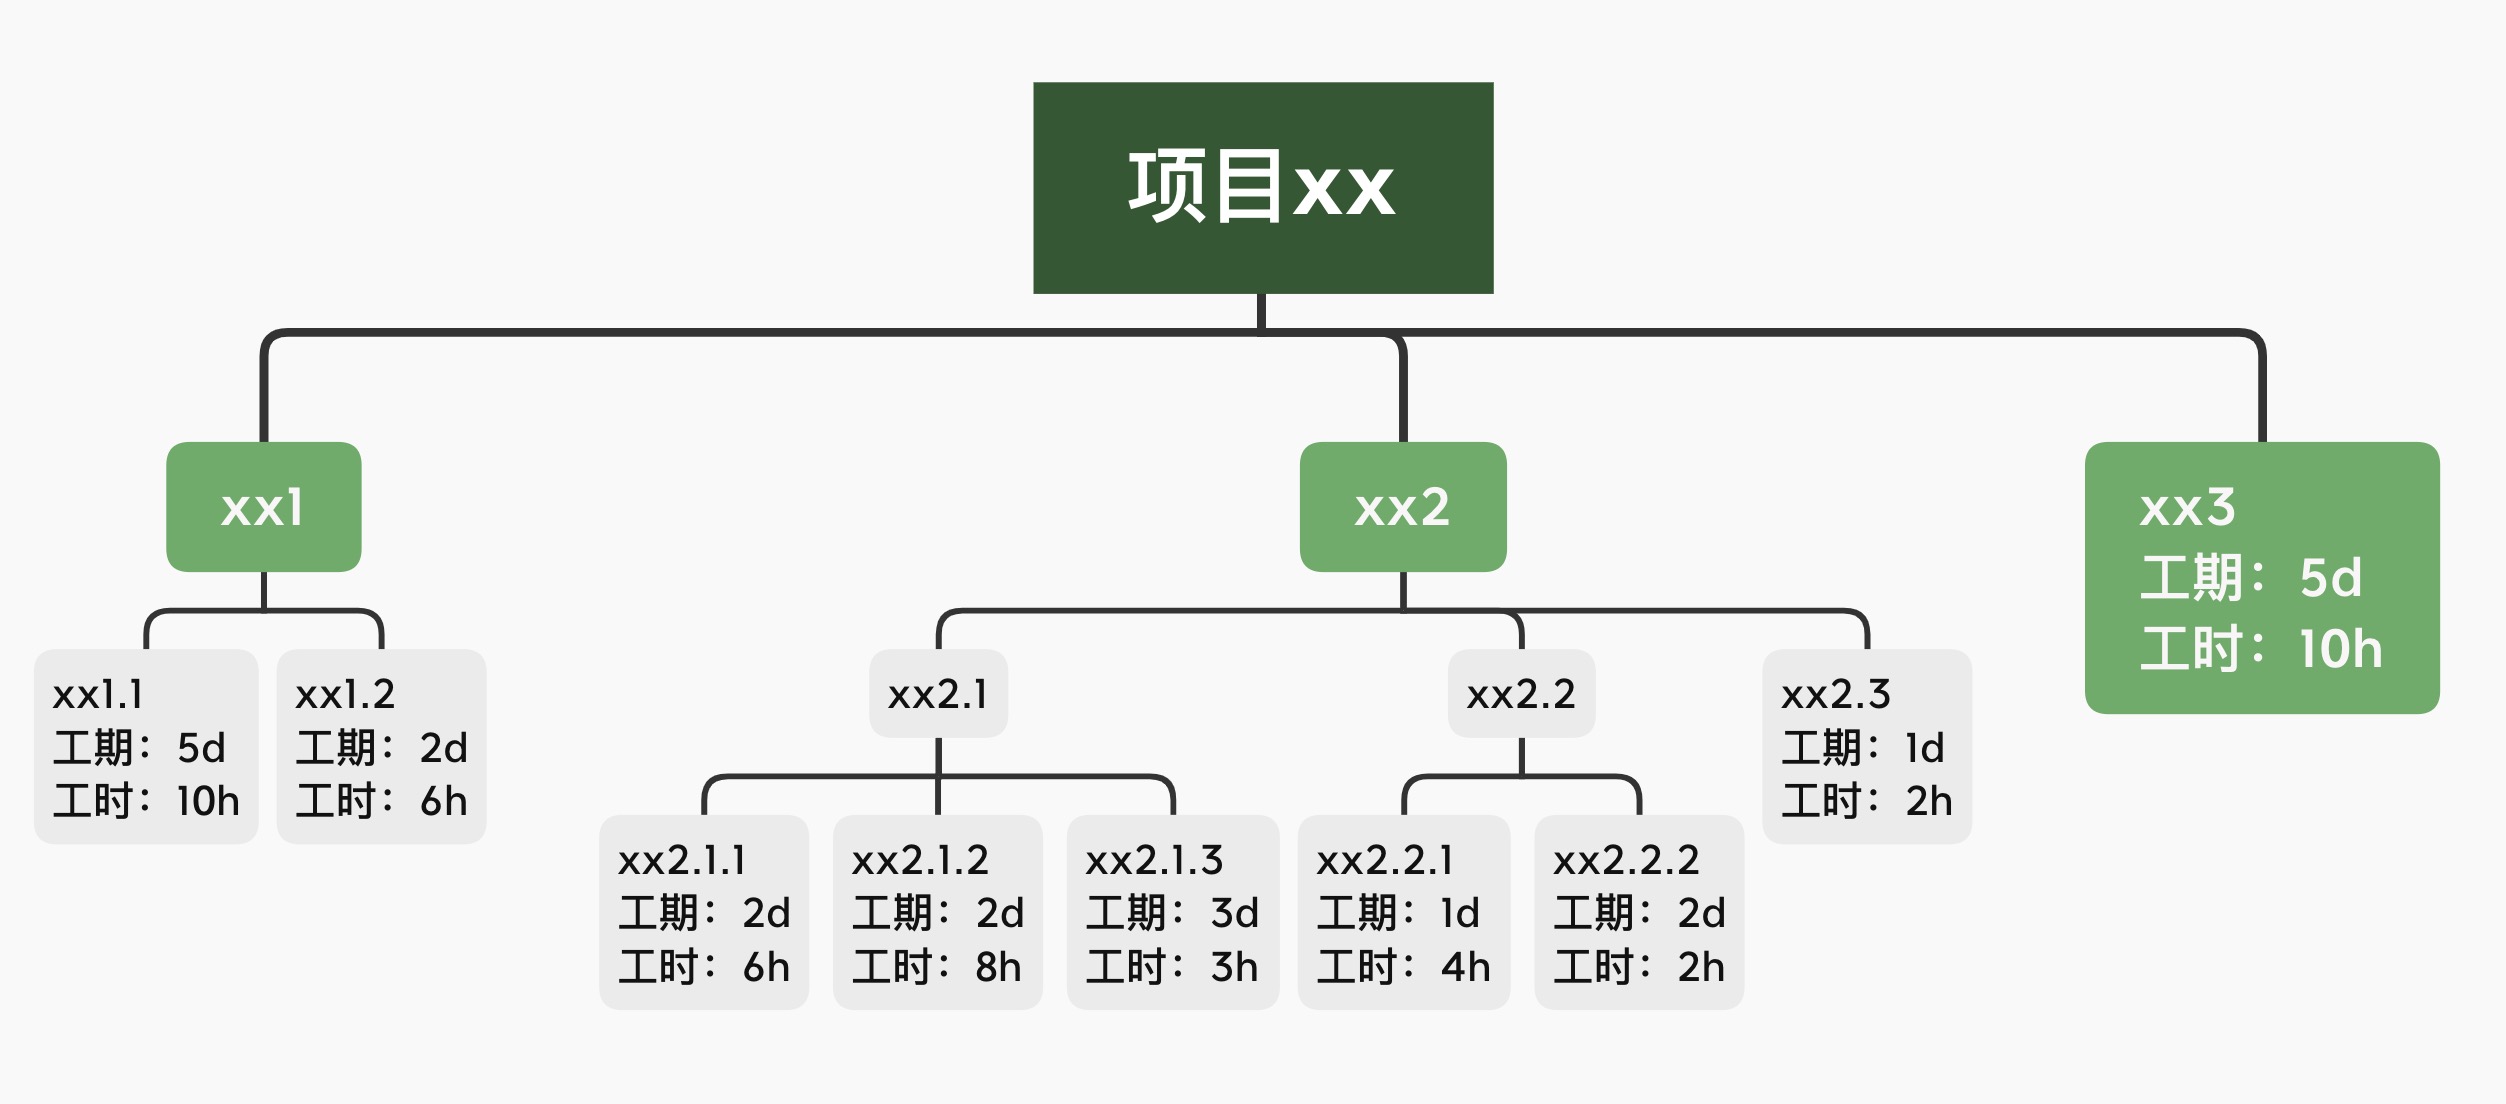 项目xx
xx1
xx2
xx3
工期： 5d
工时： 10h
xx1.1
工期： 5d
工时： 10h
xx1.2
工期： 2d
工时： 6h
xx2.1
xx2.2
xx2.3
工期： 1d
工时： 2h
xx2.1.1
工期： 2d
工时： 6h
xx2.1.2
工期： 2d
工时： 8h
xx2.1.3
工期： 3d
工时： 3h
xx2.2.1
工期： 1d
工时： 4h
xx2.2.2
工期： 2d
工时： 2h